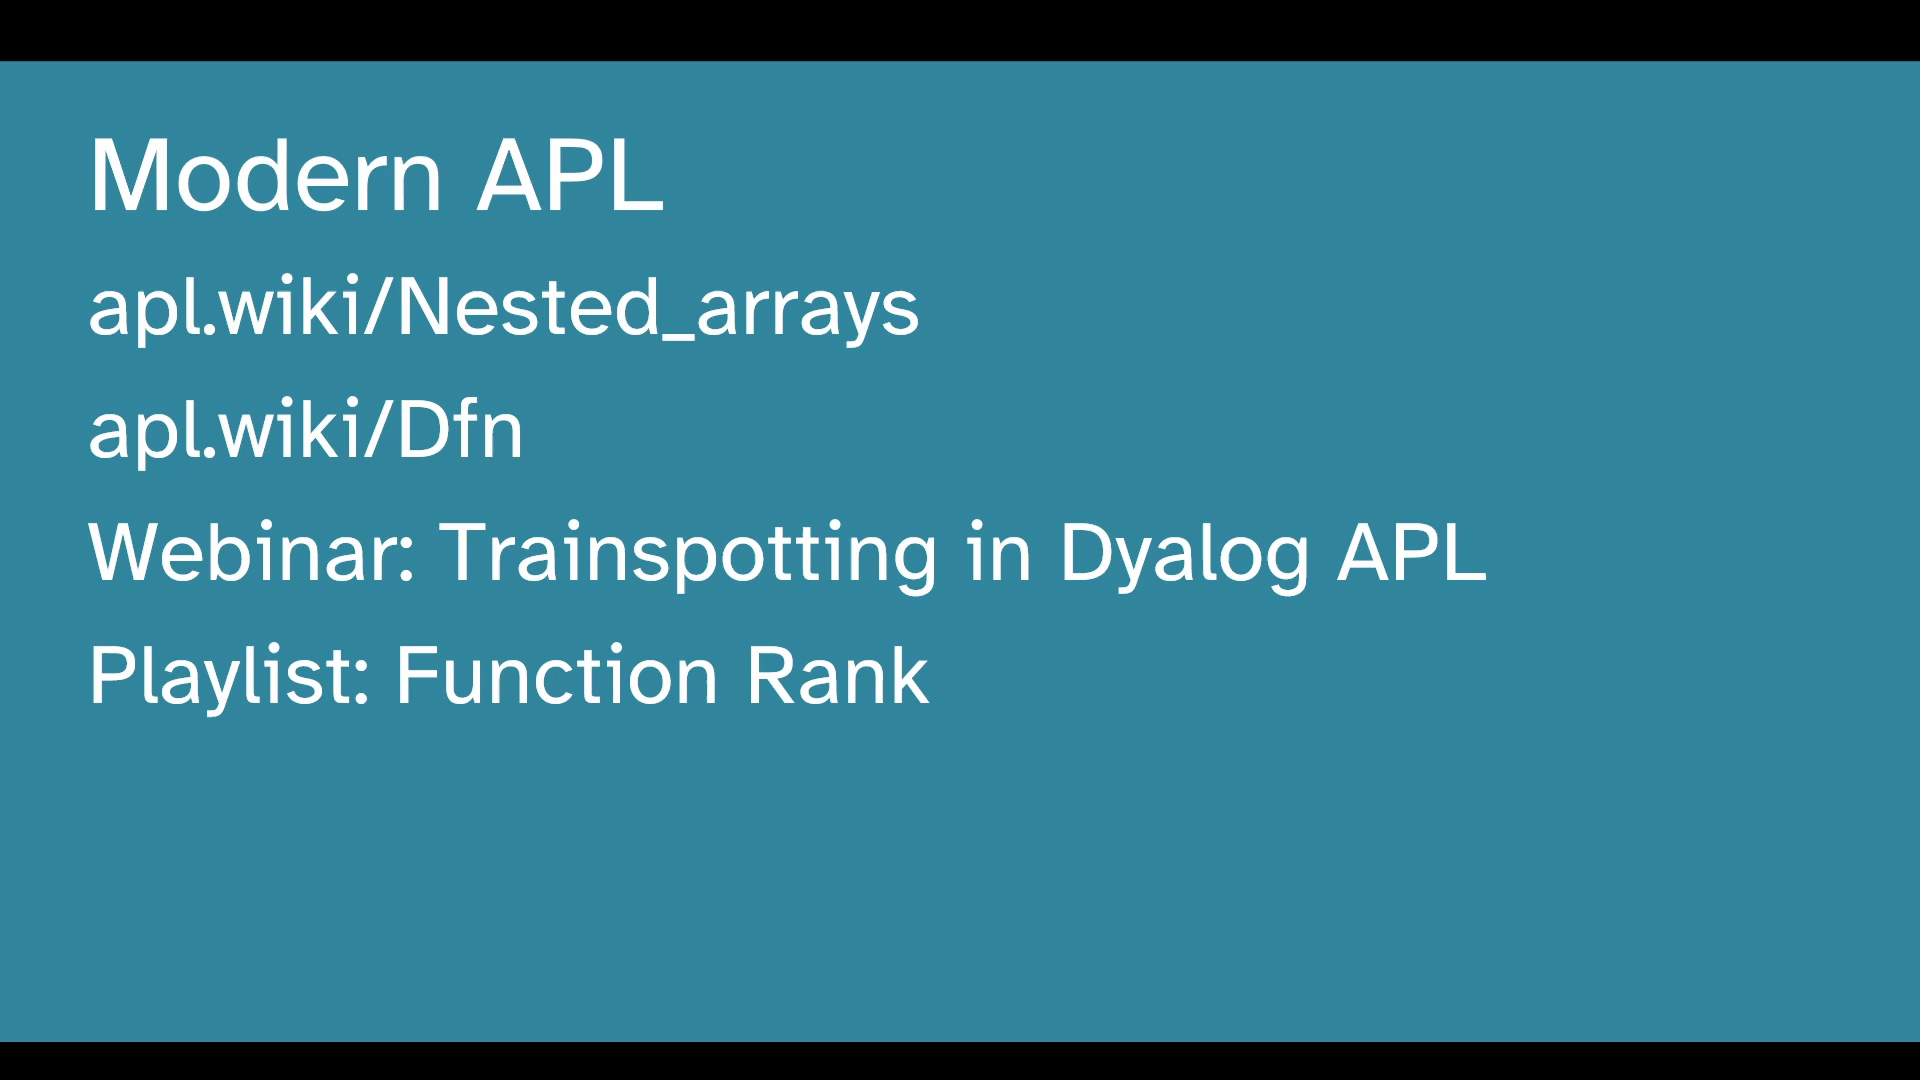 Modern APL
apl.wiki/Nested_arrays
apl.wiki/Dfn
Webinar: Trainspotting in Dyalog APL
Playlist: Function Rank